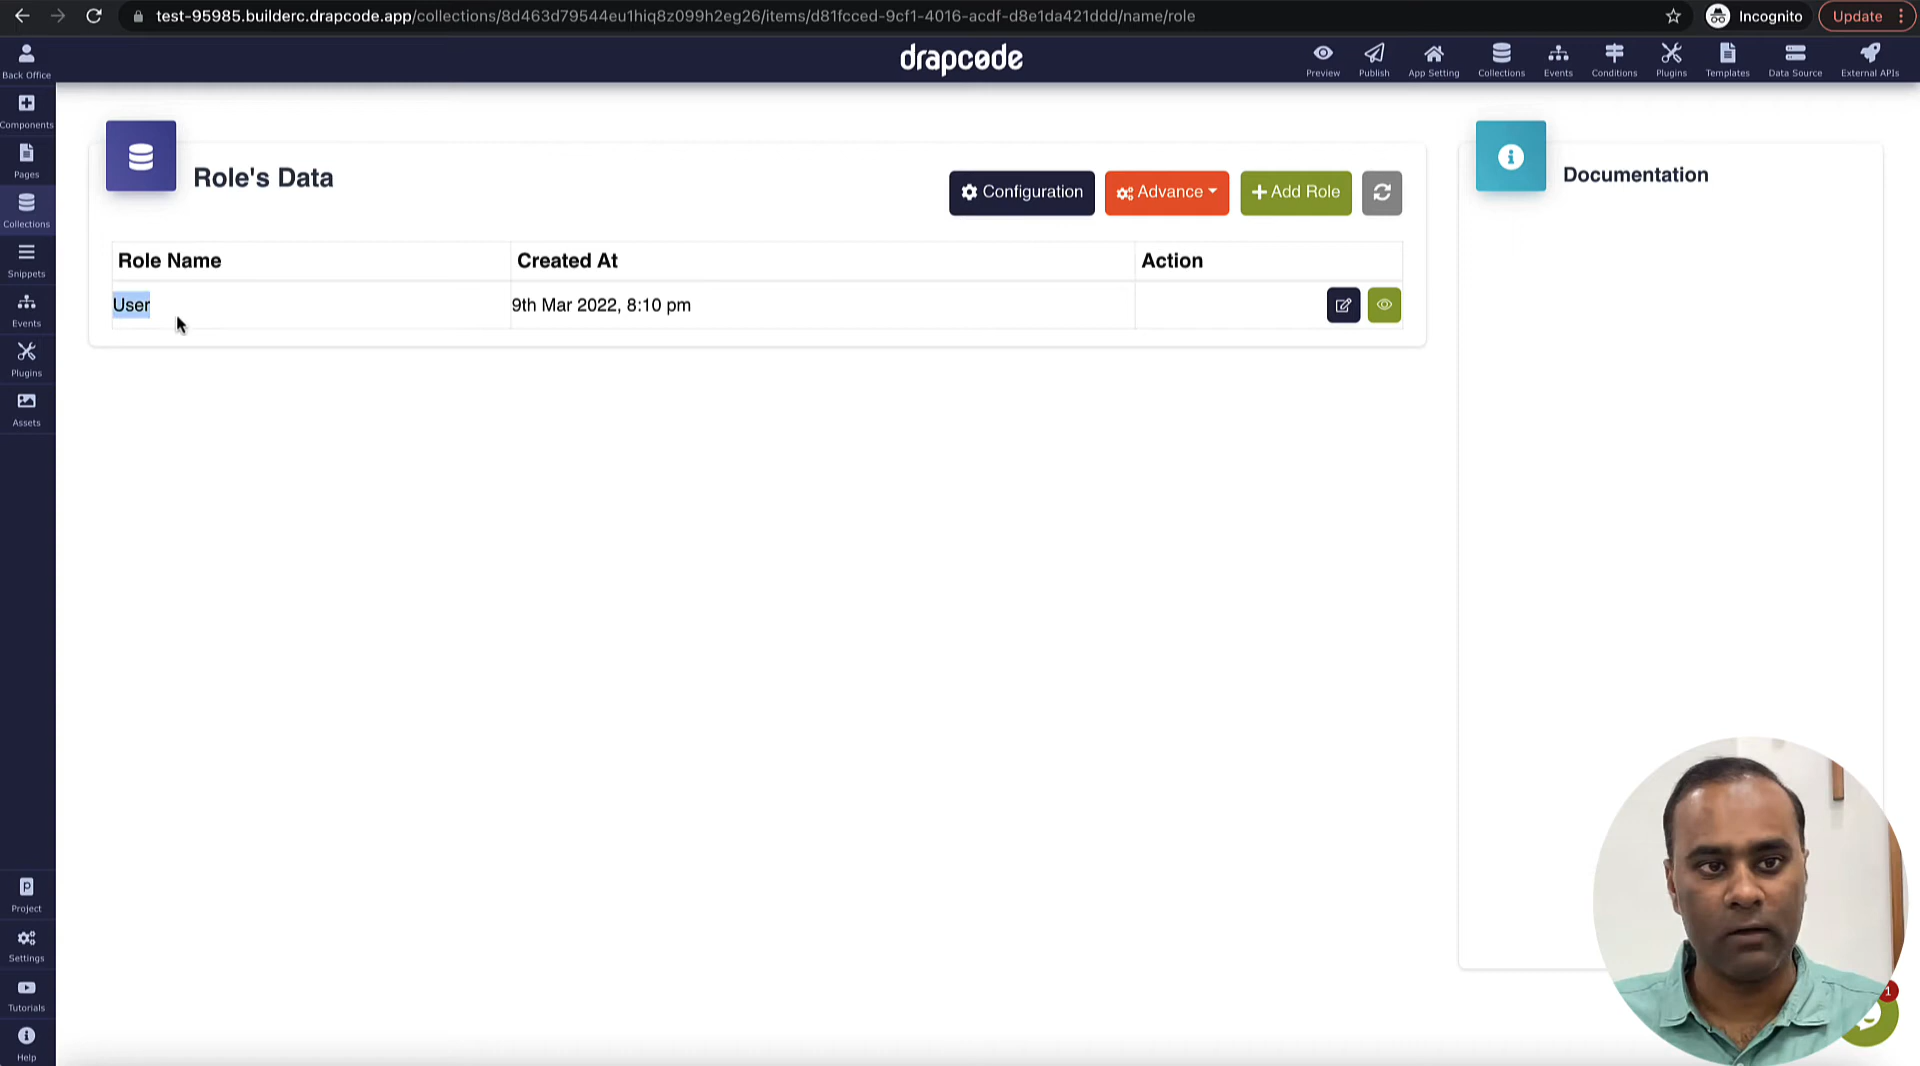 test-95985.builderc.drapcode.app/collections/8d463d79544eu1hiq8z099h2eg26/items/d81fcced-9cf1-4016-acdf-d8e1da421ddd/name/role
Incognito
Update
Back Office
drapcode
Preview
Publish
App Setting
Collections
Events
Conditions
Plugins
Templates
Data Source
External APIs
Components
Pages
Collections
Snippets
Events
Plugins
Assets
Project
Settings
Tutorials
Help
Role's Data
Configuration
Advance
Add Role
Role Name
Created At
Action
User
9th Mar 2022, 8:10 pm
Documentation
1